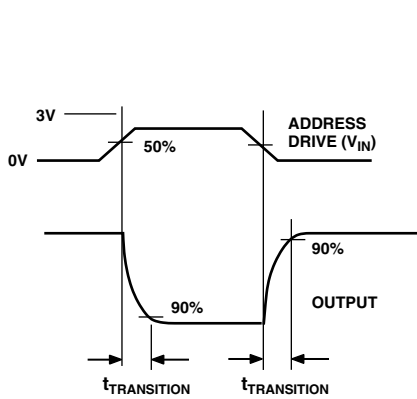 3V
ADDRESS
DRIVE (VIN)
50%
0V
90%
90%
OUTPUT
tTRANSITION
tTRANSITION